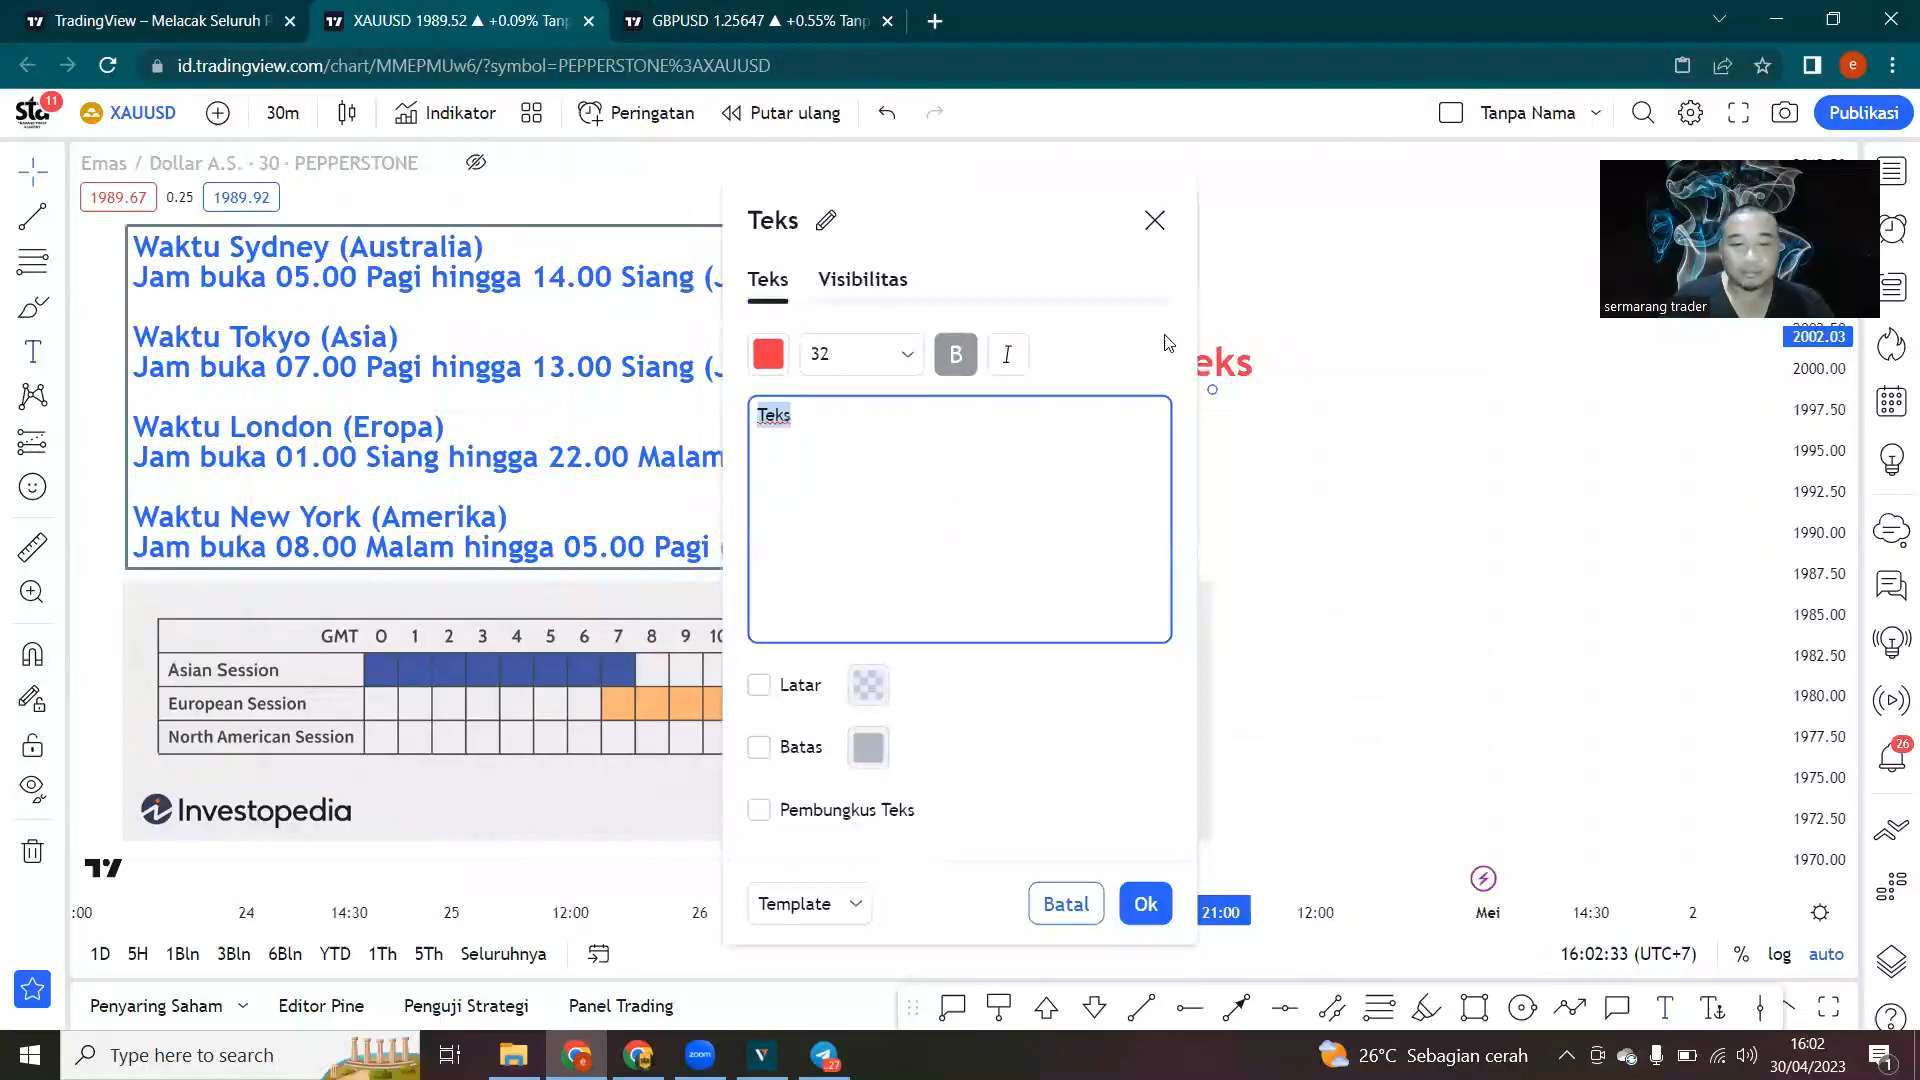 TradingView – Melacak Seluruh P
XAUUSD 1989.52 ▲ +0.09% Tanp
GBPUSD 1.25647 ▲ +0.55% Tanp
id.tradingview.com/chart/MMEPMUw6/?symbol=PEPPERSTONE%3AXAUUSD
e
sta
11
XAUUSD
30m
Indikator
Peringatan
Putar ulang
Tanpa Nama
Publikasi
Emas / Dollar A.S. · 30 · PEPPERSTONE
1989.67
0.25
1989.92
Waktu Sydney (Australia)
Jam buka 05.00 Pagi hingga 14.00 Siang (
Waktu Tokyo (Asia)
Jam buka 07.00 Pagi hingga 13.00 Siang (
Waktu London (Eropa)
Jam buka 01.00 Siang hingga 22.00 Malam
Waktu New York (Amerika)
Jam buka 08.00 Malam hingga 05.00 Pagi
GMT 0 1 2 3 4 5 6 7 8 9 10
Asian Session
European Session
North American Session
Investopedia
Teks
Teks
Visibilitas
32
B
I
Teks
Latar
Batas
Pembungkus Teks
Template
Batal
Ok
eks
sermarang trader
2002.03
2000.00
1997.50
1995.00
1992.50
1990.00
1987.50
1985.00
1982.50
1980.00
1977.50
1975.00
1972.50
1970.00
26
:00
24
14:30
25
12:00
26
21:00
12:00
Mei
14:30
2
1D
5H
1Bln
3Bln
6Bln
YTD
1Th
5Th
Seluruhnya
16:02:33 (UTC+7)
%
log
auto
Penyaring Saham
Editor Pine
Penguji Strategi
Panel Trading
Type here to search
zoom
27
26°C Sebagian cerah
16:02
30/04/2023
1